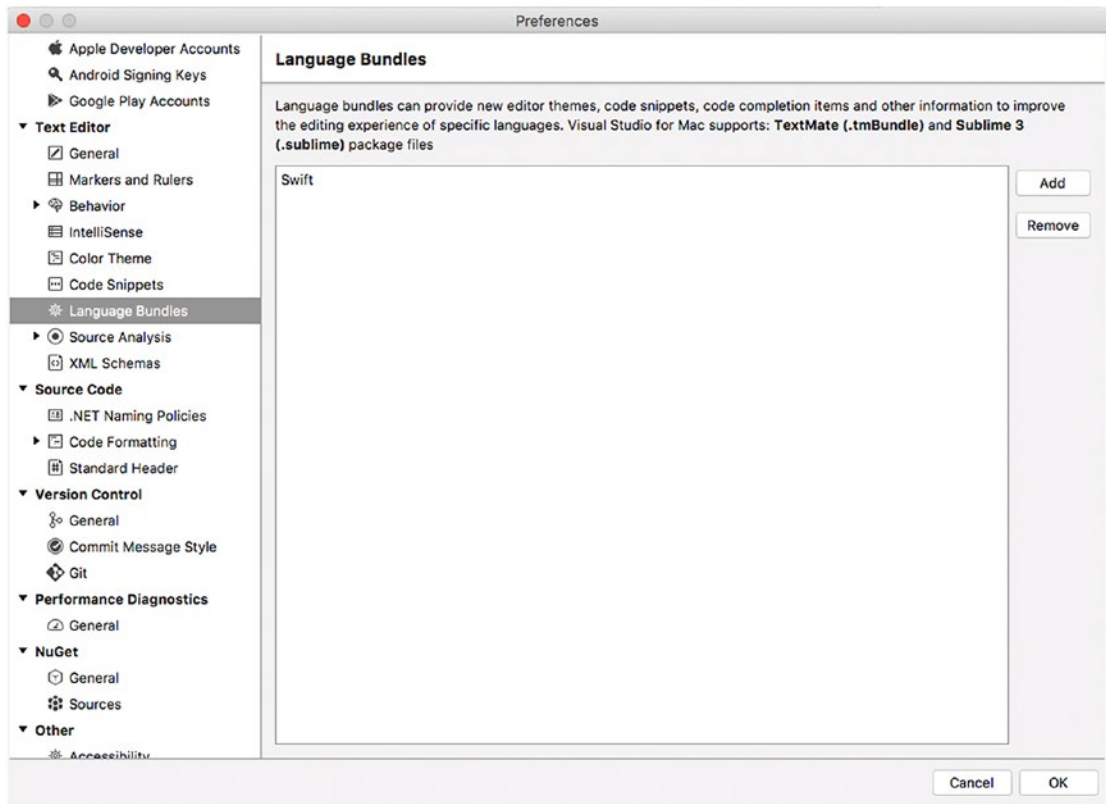 Preferences
Apple Developer Accounts
Android Signing Keys
Google Play Accounts
Text Editor
General
Markers and Rulers
Behavior
IntelliSense
Color Theme
Code Snippets
Language Bundles
Source Analysis
XML Schemas
Source Code
.NET Naming Policies
Code Formatting
Standard Header
Version Control
General
Commit Message Style
Git
Performance Diagnostics
General
NuGet
General
Sources
Other
Accessibility
Language Bundles
Language bundles can provide new editor themes, code snippets, code completion items and other information to improve
the editing experience of specific languages. Visual Studio for Mac supports: TextMate (.tmBundle) and Sublime 3
(.sublime) package files
Swift
Add
Remove
Cancel
OK